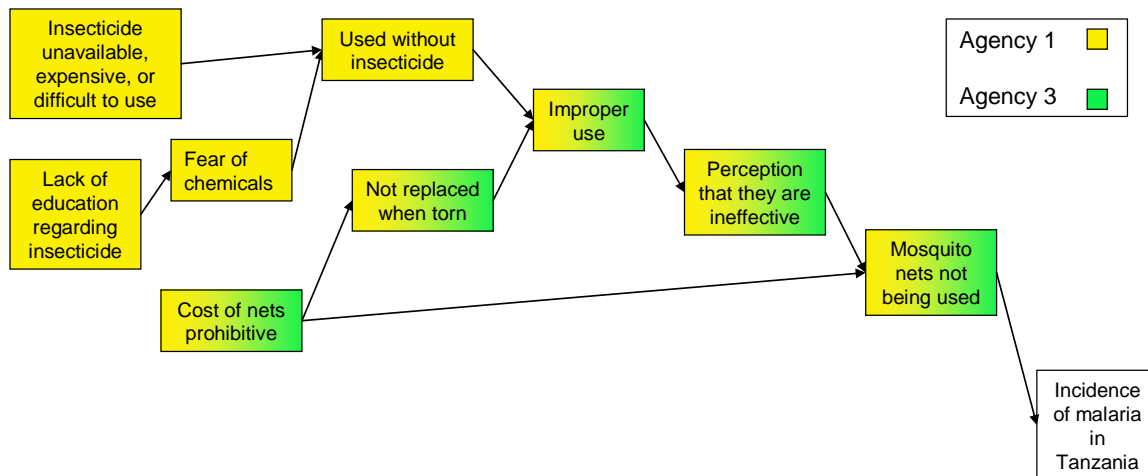 Insecticide
unavailable,
expensive, or
difficult to use
Used without
insecticide
Agency 1
Agency 3
Improper
use
Fear of
chemicals
Lack of
education
regarding
insecticide
Not replaced
when torn
Perception
that they are
ineffective
Mosquito
nets not
being used
Cost of nets
prohibitive
Incidence
of malaria
in
Tanzania